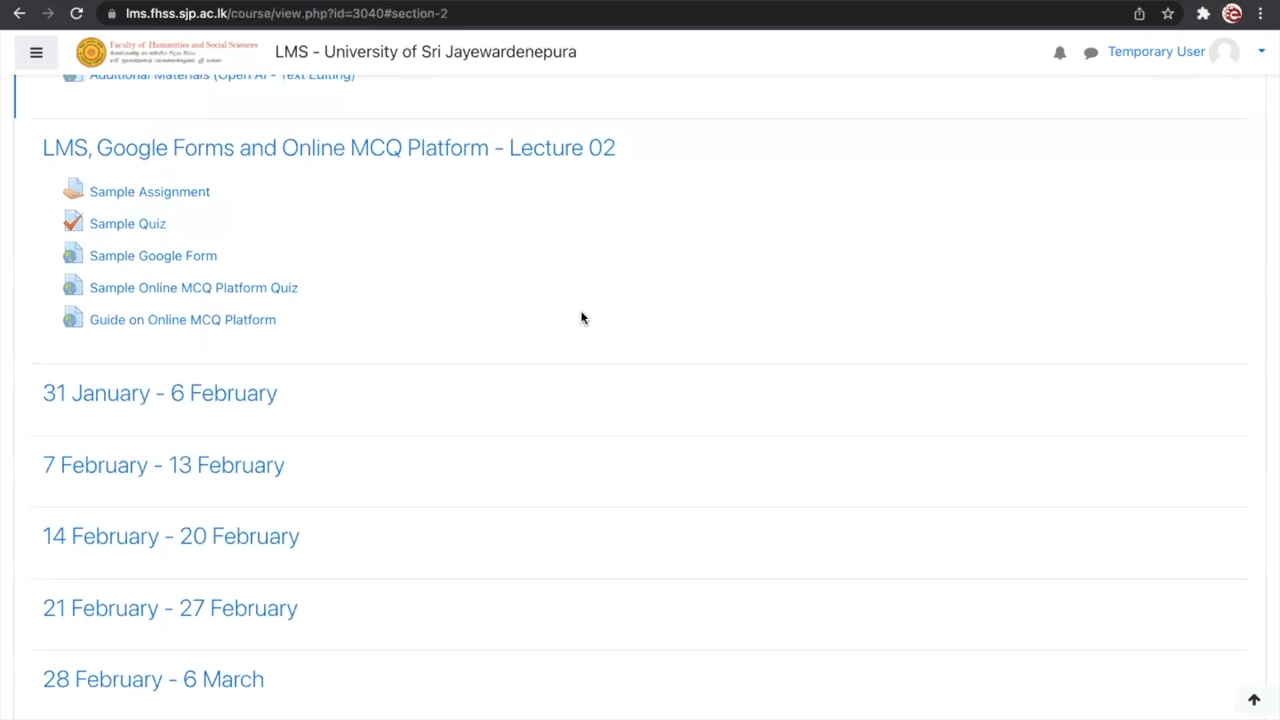 lms.fhss.sjp.ac.lk/course/view.php?id=3040#section-2
Faculty of Humanities and Social Sciences
LMS - University of Sri Jayewardenepura
Temporary User
Additional Materials (Open AI - Text Editing)
LMS, Google Forms and Online MCQ Platform - Lecture 02
Sample Assignment
Sample Quiz
Sample Google Form
Sample Online MCQ Platform Quiz
Guide on Online MCQ Platform
31 January - 6 February
7 February - 13 February
14 February - 20 February
21 February - 27 February
28 February - 6 March